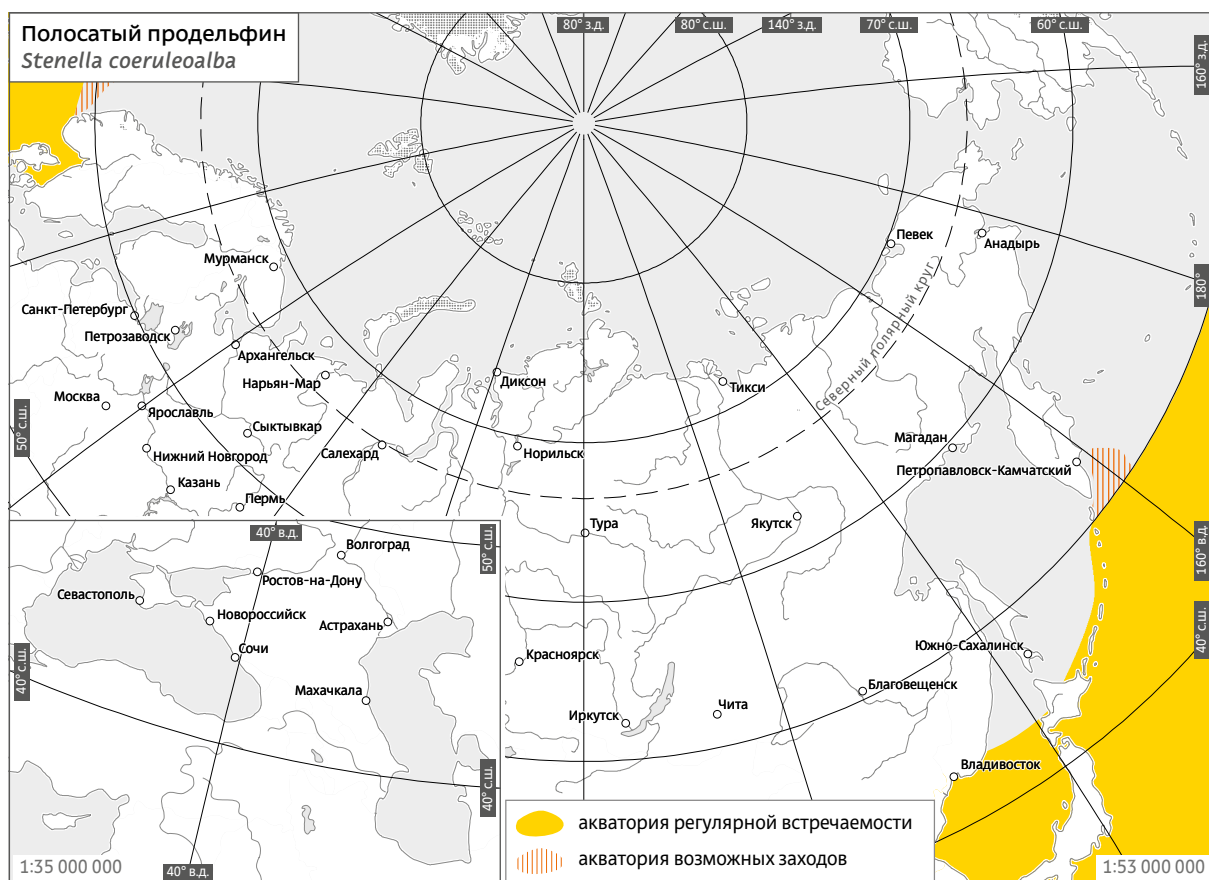 Полосатый продельфин
Stenella coeruleoalba
80° з.д.
80° с.ш.
140° з.д.
70° с.ш.
60° с.ш.
160° з.д.
Певек
Анадырь
Мурманск
180°
Северный полярный круг
Санкт-Петербург
Петрозаводск
Архангельск
Нарьян-Мар
Диксон
Тикси
Москва
Ярославль
50° с.ш.
Сыктывкар
Нижний Новгород
Салехард
Норильск
Магадан
Петропавловск-Камчатский
Казань
Пермь
Тура
Якутск
40° в.д.
Волгоград
50° с.ш.
160° в.д.
Ростов-на-Дону
Севастополь
Новороссийск
Астрахань
40° с.ш.
Сочи
Красноярск
Южно-Сахалинск
40° с.ш.
Махачкала
Благовещенск
Иркутск
Чита
Владивосток
40° с.ш.
акватория регулярной встречаемости
акватория возможных заходов
1:35 000 000
40° в.д.
1:53 000 000